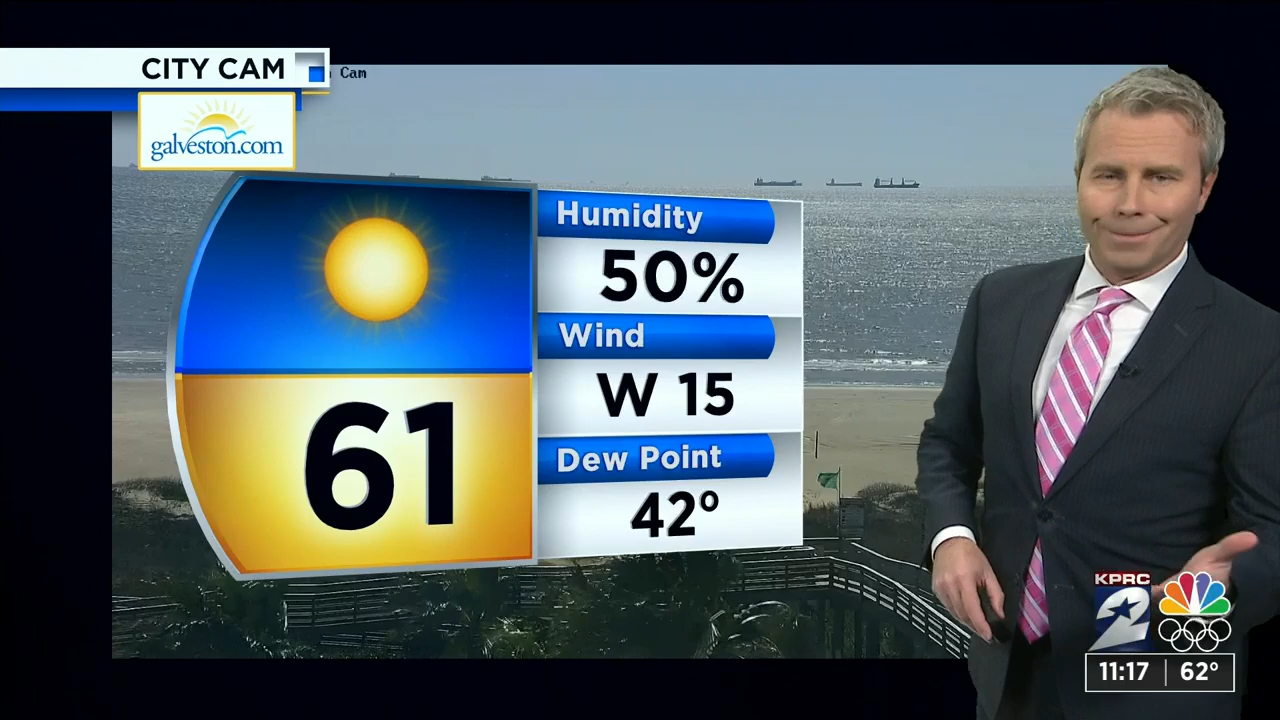 CITY CAM
Cam
galveston.com
Humidity
50%
Wind
W 15
Dew Point
42°
61
KPRC
2
11:17 62°